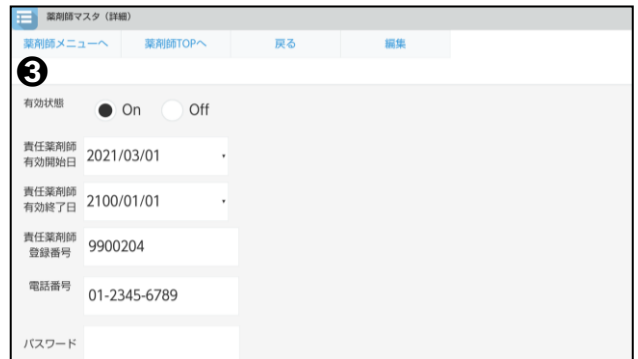 薬剤師マスタ（詳細）
薬剤師メニューへ 薬剤師TOPへ 戻る 編集
❸
有効状態 On Off
責任薬剤師
有効開始日 2021/03/01
責任薬剤師
有効終了日 2100/01/01
責任薬剤師
登録番号 9900204
電話番号 01-2345-6789
パスワード